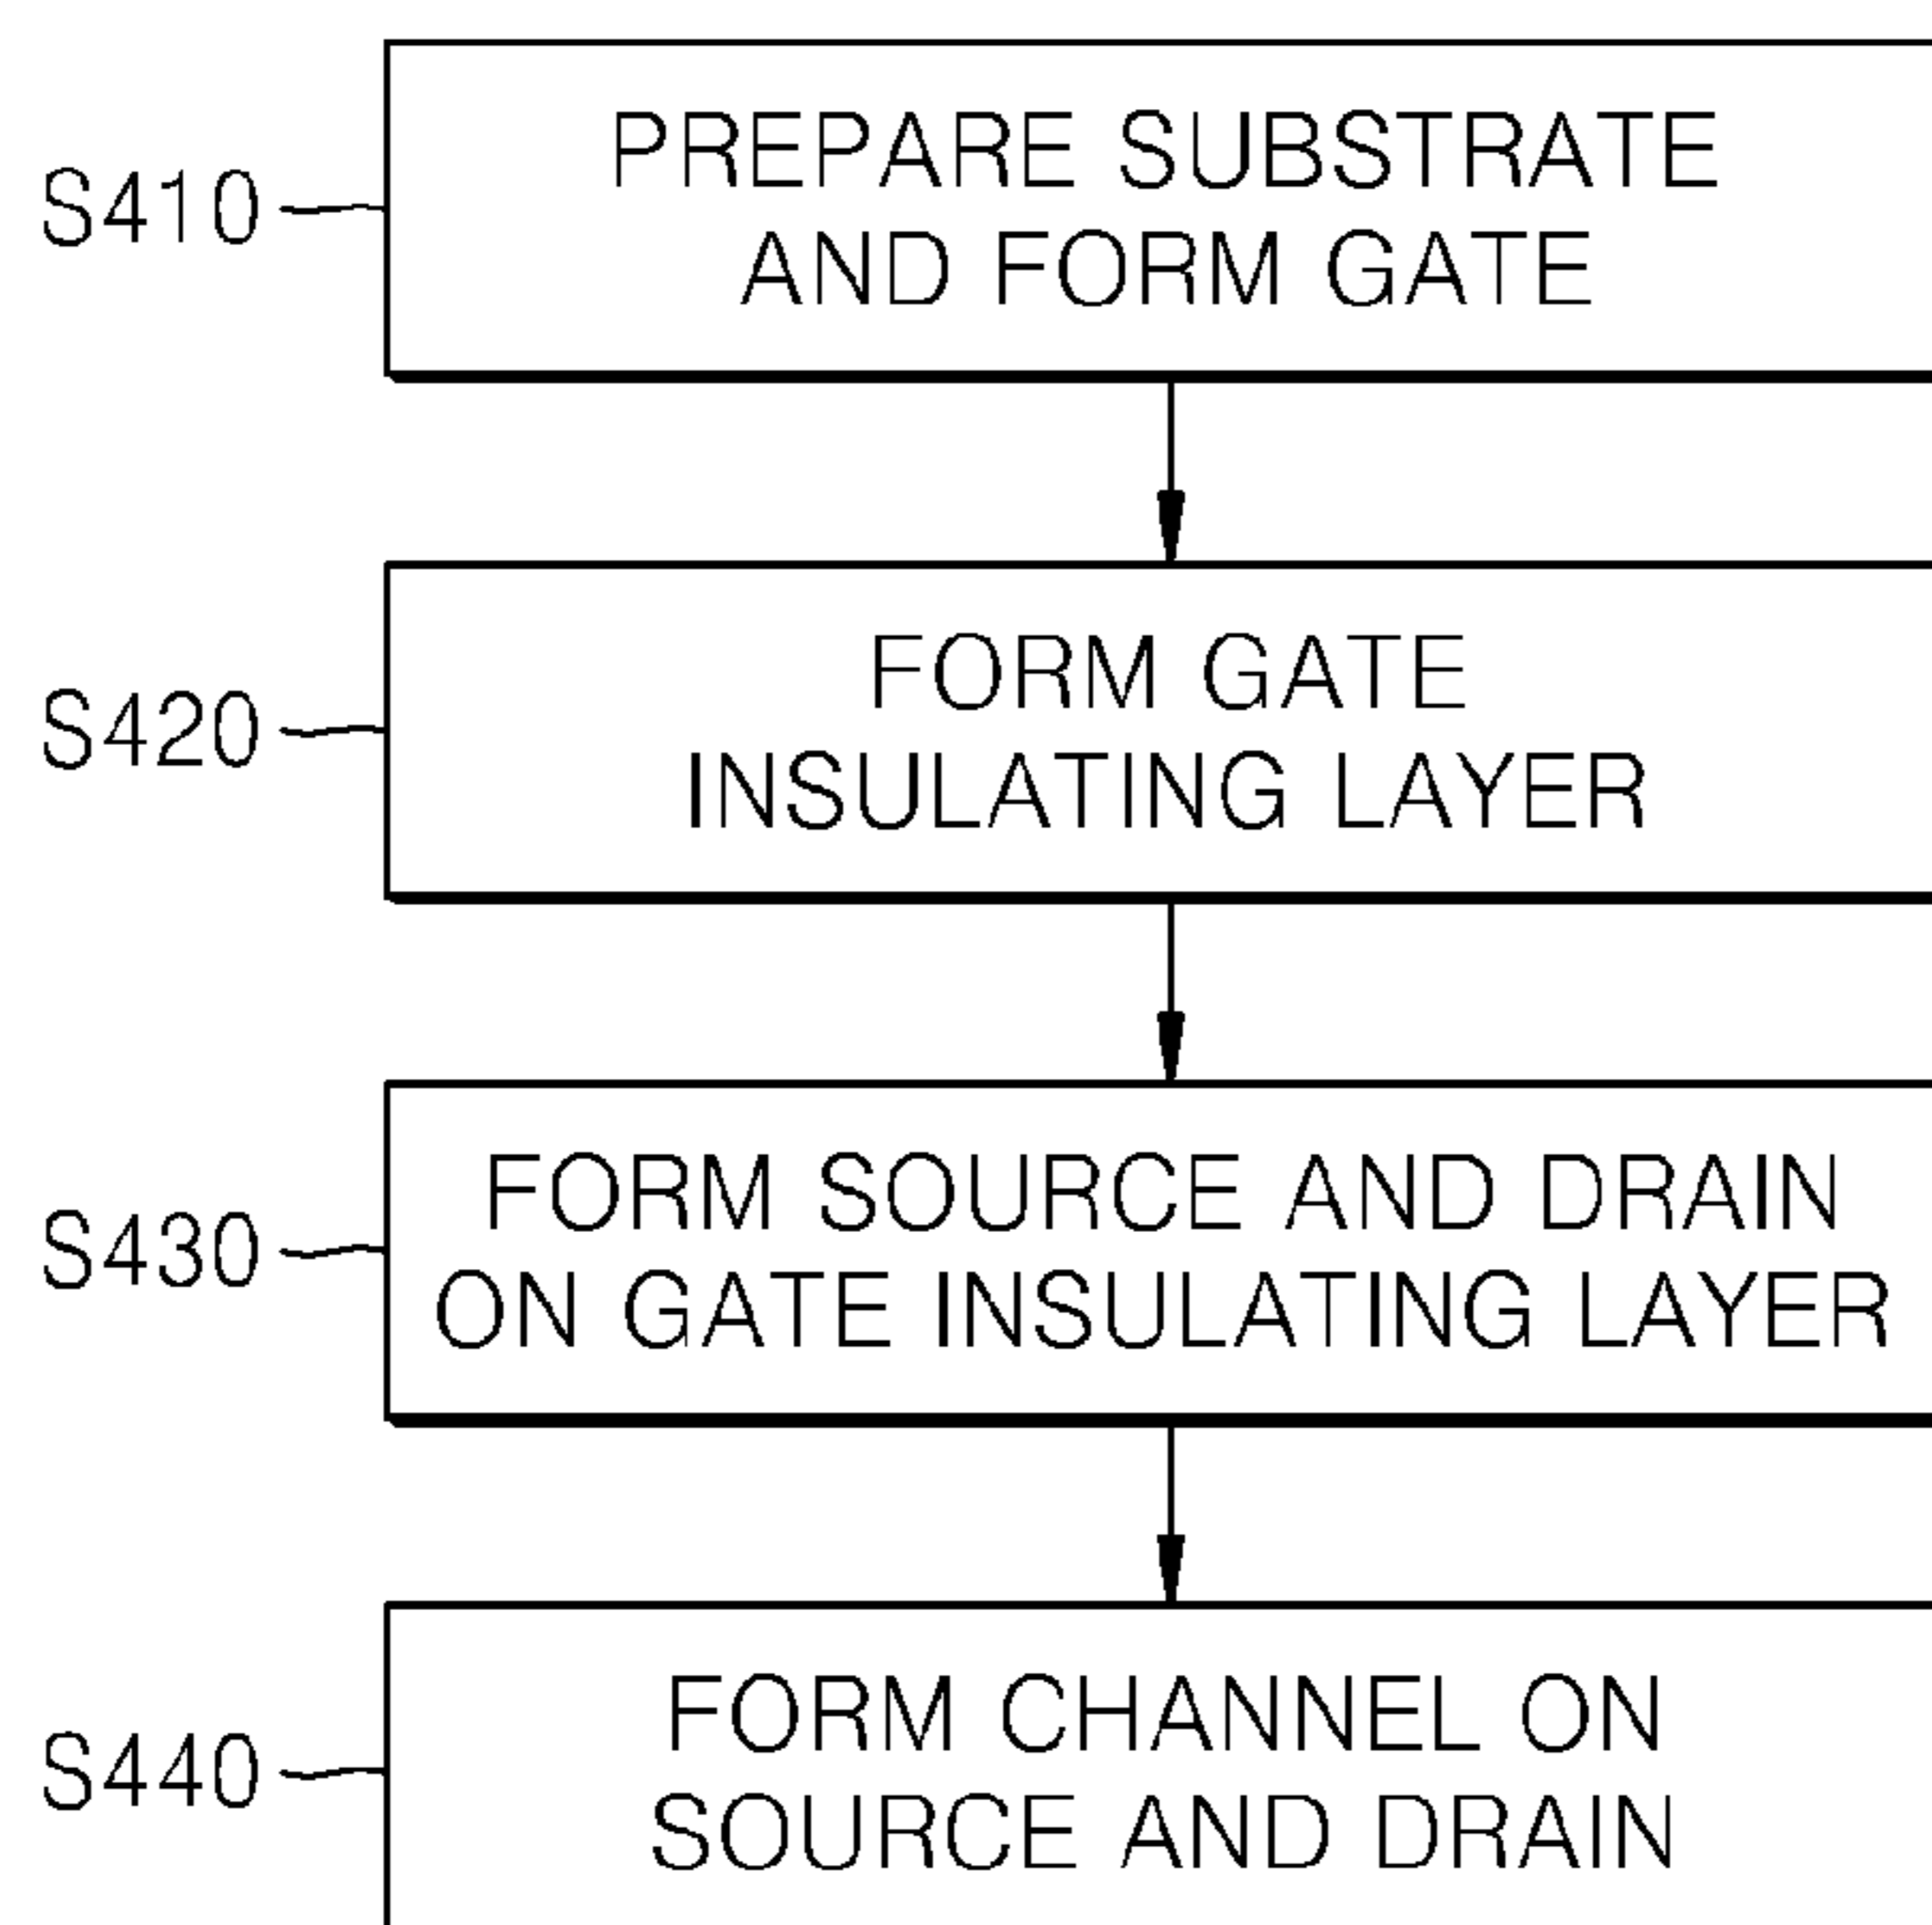 S410
PREPARE SUBSTRATE
AND FORM GATE
S420
FORM GATE
INSULATING LAYER
S430
FORM SOURCE AND DRAIN
ON GATE INSULATING LAYER
S440
FORM CHANNEL ON
SOURCE AND DRAIN